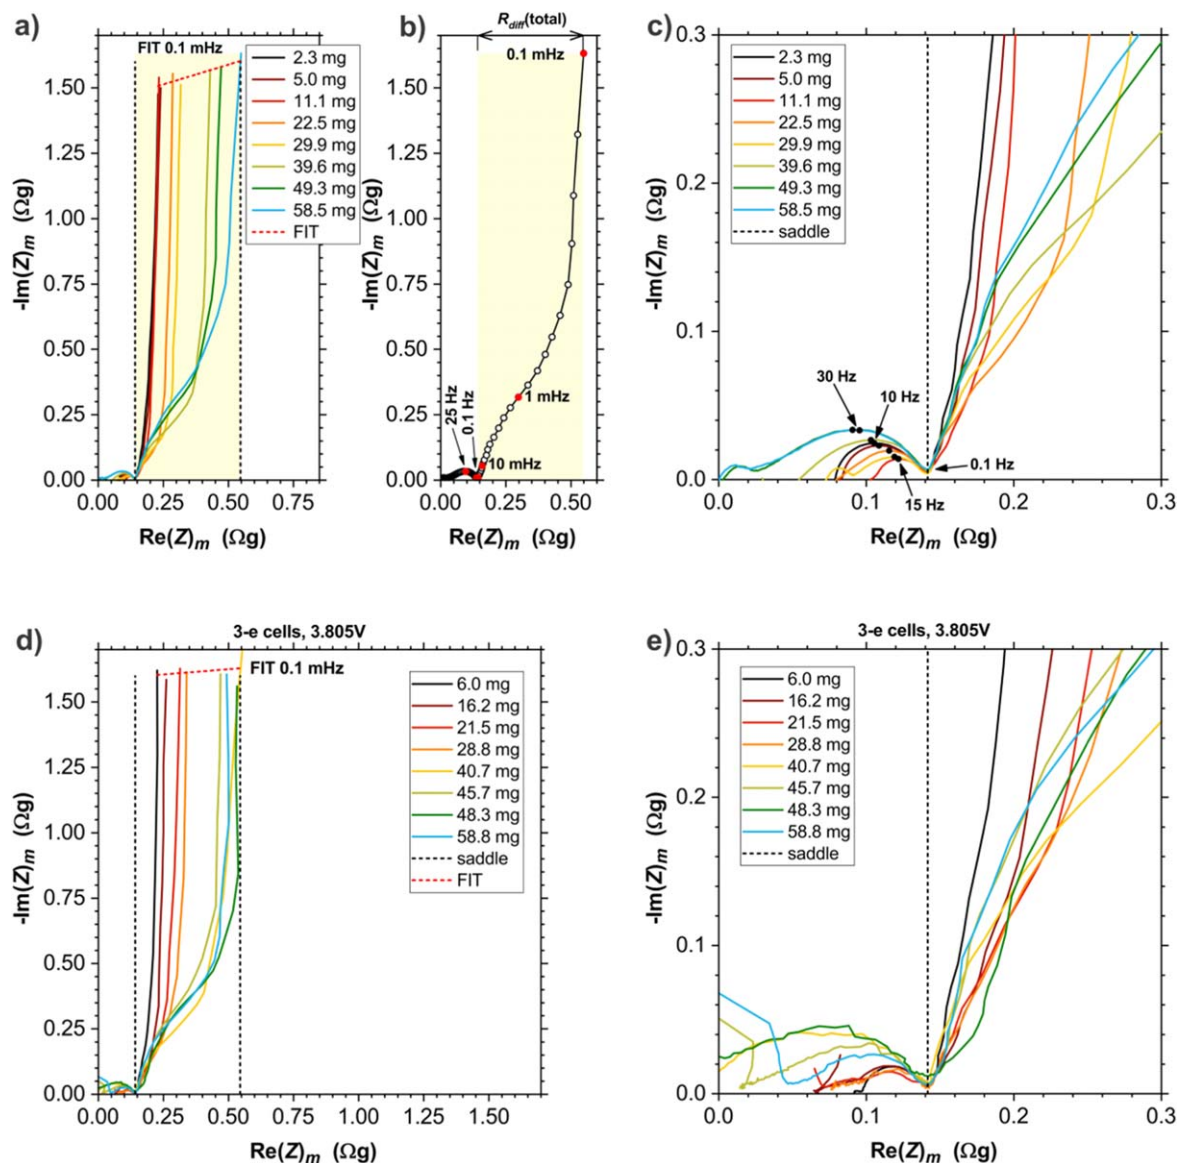 a)
FIT 0.1 mHz
2.3 mg
5.0 mg
11.1 mg
22.5 mg
29.9 mg
39.6 mg
49.3 mg
58.5 mg
FIT
1.50
1.25
1.00
0.75
0.50
0.25
0.00
-Im(Z)m (Ωg)
0.00 0.25 0.50 0.75
Re(Z)m (Ωg)
b)
Rdiff(total)
0.1 mHz
1.50
1.25
1.00
0.75
0.50
0.25
0.00
-Im(Z)m (Ωg)
25 Hz
0.1 Hz
1 mHz
10 mHz
0.00 0.25 0.50
Re(Z)m (Ωg)
c)
2.3 mg
5.0 mg
11.1 mg
22.5 mg
29.9 mg
39.6 mg
49.3 mg
58.5 mg
saddle
0.3
0.2
0.1
0.0
-Im(Z)m (Ωg)
30 Hz
10 Hz
0.1 Hz
15 Hz
0.0 0.1 0.2 0.3
Re(Z)m (Ωg)
d)
3-e cells, 3.805V
FIT 0.1 mHz
6.0 mg
16.2 mg
21.5 mg
28.8 mg
40.7 mg
45.7 mg
48.3 mg
58.8 mg
saddle
FIT
1.50
1.25
1.00
0.75
0.50
0.25
0.00
-Im(Z)m (Ωg)
0.00 0.25 0.50 0.75 1.00 1.25 1.50
Re(Z)m (Ωg)
e)
3-e cells, 3.805V
6.0 mg
16.2 mg
21.5 mg
28.8 mg
40.7 mg
45.7 mg
48.3 mg
58.8 mg
saddle
0.3
0.2
0.1
0.0
-Im(Z)m (Ωg)
0.0 0.1 0.2 0.3
Re(Z)m (Ωg)